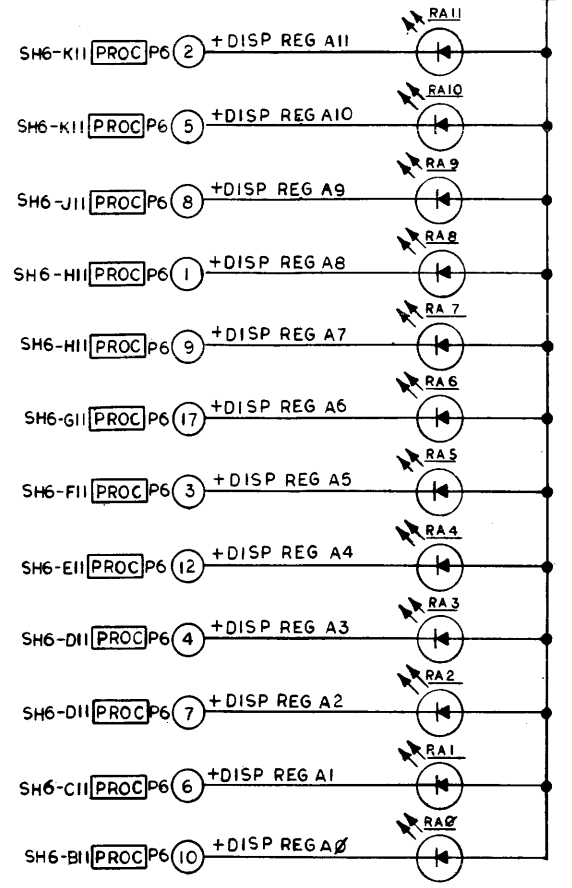 RA11
SH6-K11 PROC P6 2 +DISP REG A11
RA10
SH6-K11 PROC P6 5 +DISP REG A10
RA9
SH6-J11 PROC P6 8 +DISP REG A9
RA8
SH6-H11 PROC P6 1 +DISP REG A8
RA7
SH6-H11 PROC P6 9 +DISP REG A7
RA6
SH6-G11 PROC P6 17 +DISP REG A6
RA5
SH6-F11 PROC P6 3 +DISP REG A5
RA4
SH6-E11 PROC P6 12 +DISP REG A4
RA3
SH6-D11 PROC P6 4 +DISP REG A3
RA2
SH6-D11 PROC P6 7 +DISP REG A2
RA1
SH6-C11 PROC P6 6 +DISP REG A1
RAØ
SH6-B11 PROC P6 10 +DISP REG AØ